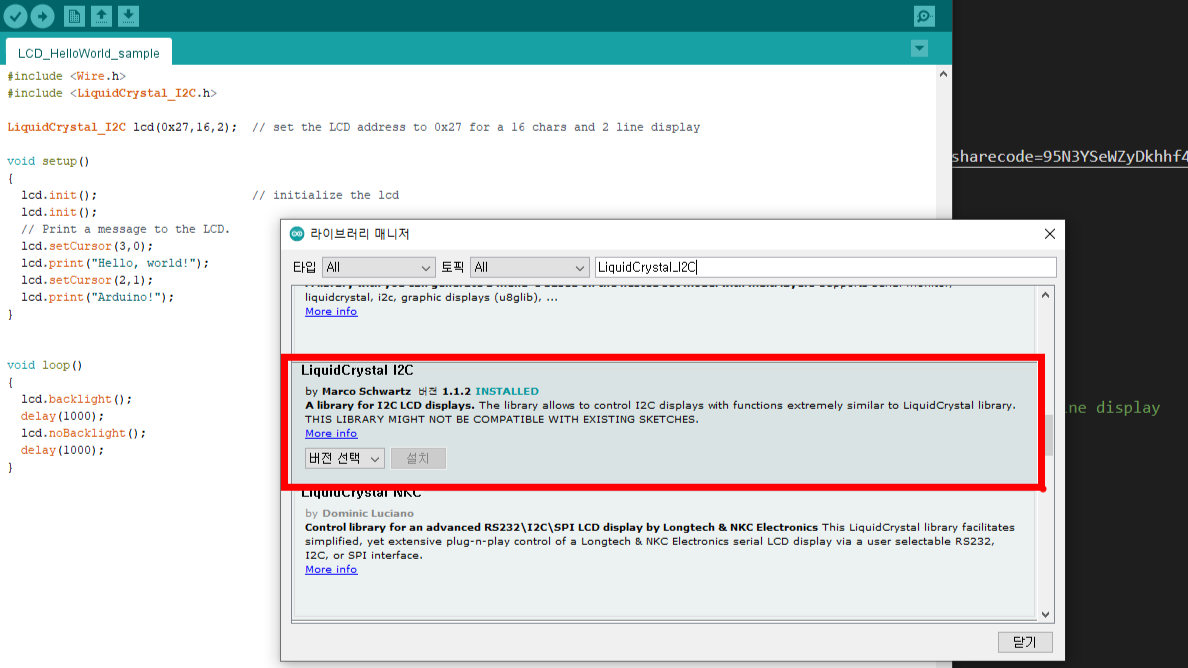 LCD_HelloWorld_sample
#include <Wire.h>
#include <LiquidCrystal_I2C.h>
LiquidCrystal_I2C lcd(0x27,16,2);  // set the LCD address to 0x27 for a 16 chars and 2 line display
void setup()
{
  lcd.init();                      // initialize the lcd
  lcd.init();
  // Print a message to the LCD.
  lcd.setCursor(3,0);
  lcd.print("Hello, world!");
  lcd.setCursor(2,1);
  lcd.print("Arduino!");
}
void loop()
{
  lcd.backlight();
  delay(1000);
  lcd.noBacklight();
  delay(1000);
}
sharecode=95N3YSeWZyDkhhf4
라이브러리 매니저
타입 All 토픽 All LiquidCrystal_I2C
liquidcrystal, i2c, graphic displays (u8glib), ...
More info
LiquidCrystal I2C
by Marco Schwartz 버전 1.1.2 INSTALLED
A library for I2C LCD displays. The library allows to control I2C displays with functions extremely similar to LiquidCrystal library.
THIS LIBRARY MIGHT NOT BE COMPATIBLE WITH EXISTING SKETCHES.
More info
버전 선택 설치
LiquidCrystal NKC
by Dominic Luciano
Control library for an advanced RS232\I2C\SPI LCD display by Longtech & NKC Electronics This LiquidCrystal library facilitates
simplified, yet extensive plug-n-play control of a Longtech & NKC Electronics serial LCD display via a user selectable RS232,
I2C, or SPI interface.
More info
닫기
ine display